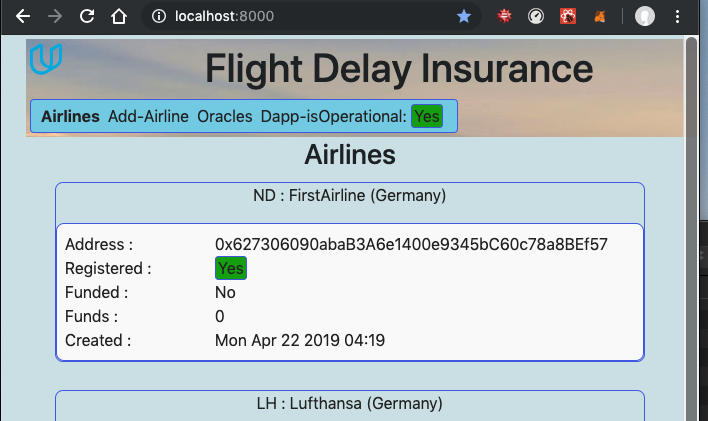 localhost:8000
Flight Delay Insurance
Airlines Add-Airline Oracles Dapp-isOperational: Yes
Airlines
ND : FirstAirline (Germany)
Address : 0x627306090abaB3A6e1400e9345bC60c78a8BEf57
Registered : Yes
Funded : No
Funds : 0
Created : Mon Apr 22 2019 04:19
LH : Lufthansa (Germany)